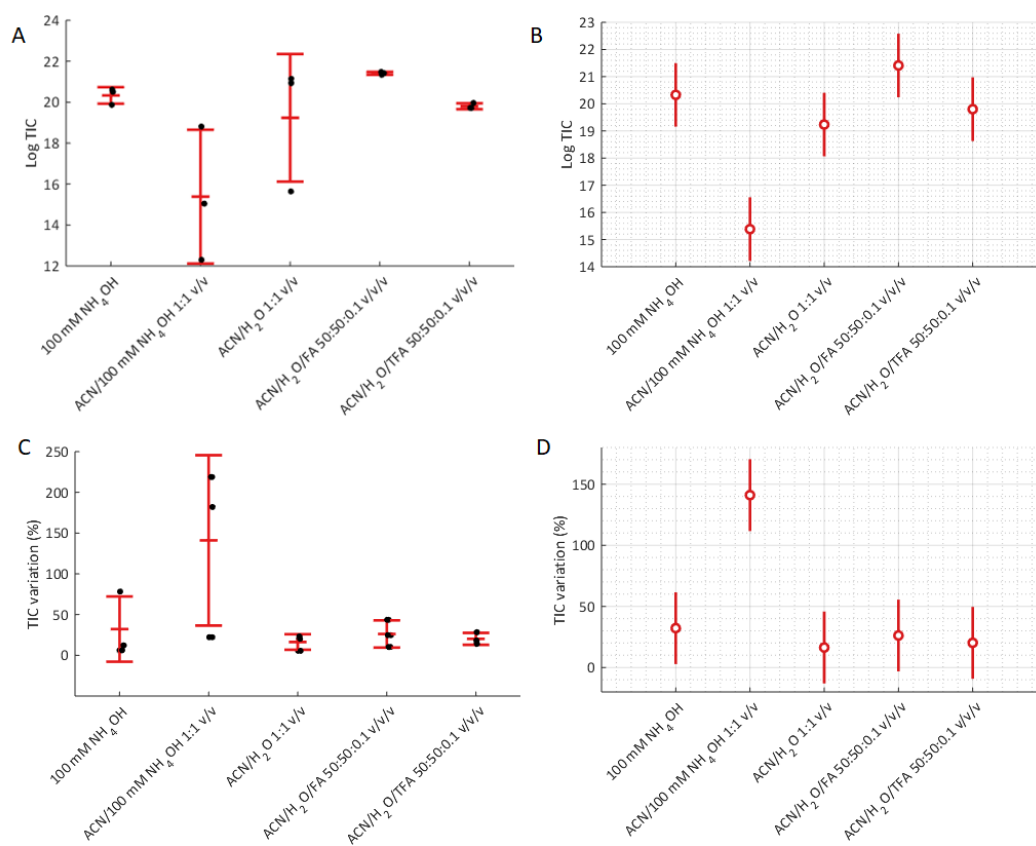 A
Log TIC
24
22
20
18
16
14
12
100 mM NH₄OH
ACN/100 mM NH₄OH 1:1 v/v
ACN/H₂O 1:1 v/v
ACN/H₂O/FA 50:50:0.1 v/v/v
ACN/H₂O/TFA 50:50:0.1 v/v/v
B
Log TIC
23
22
21
20
19
18
17
16
15
14
100 mM NH₄OH
ACN/100 mM NH₄OH 1:1 v/v
ACN/H₂O 1:1 v/v
ACN/H₂O/FA 50:50:0.1 v/v/v
ACN/H₂O/TFA 50:50:0.1 v/v/v
C
TIC variation (%)
250
200
150
100
50
0
100 mM NH₄OH
ACN/100 mM NH₄OH 1:1 v/v
ACN/H₂O 1:1 v/v
ACN/H₂O/FA 50:50:0.1 v/v/v
ACN/H₂O/TFA 50:50:0.1 v/v/v
D
TIC variation (%)
150
100
50
0
100 mM NH₄OH
ACN/100 mM NH₄OH 1:1 v/v
ACN/H₂O 1:1 v/v
ACN/H₂O/FA 50:50:0.1 v/v/v
ACN/H₂O/TFA 50:50:0.1 v/v/v